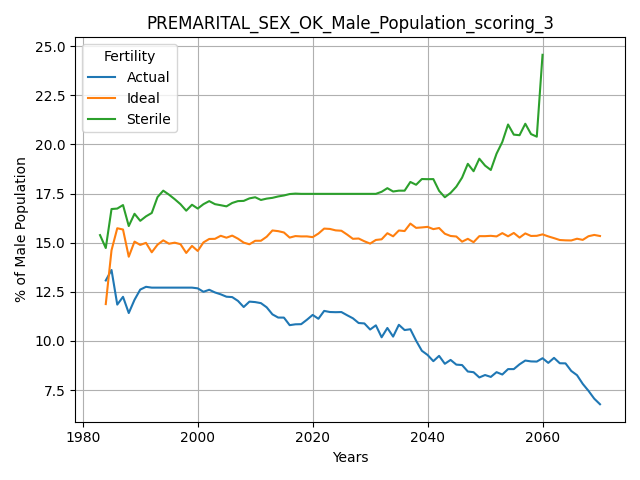 PREMARITAL_SEX_OK_Male_Population_scoring_3
Fertility
Actual
Ideal
Sterile
% of Male Population
25.0
22.5
20.0
17.5
15.0
12.5
10.0
7.5
1980
2000
2020
2040
2060
Years